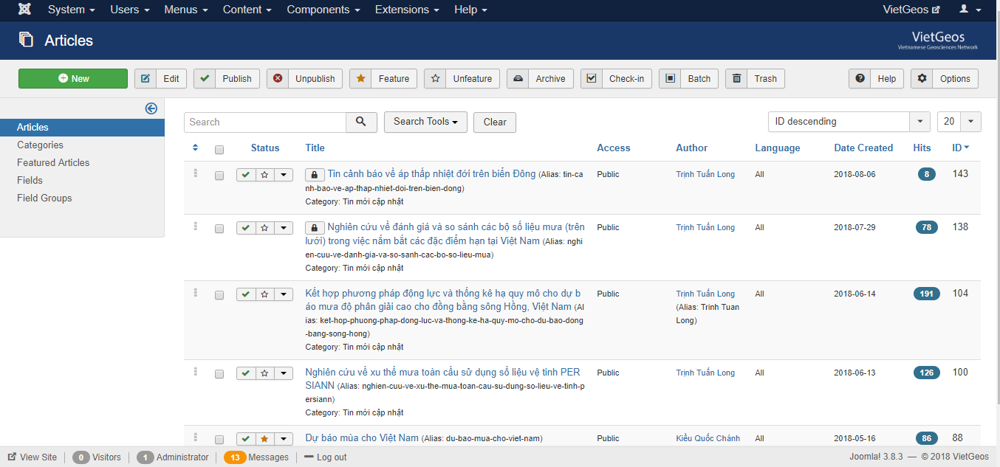 System Users Menus Content Components Extensions Help VietGeos
Articles
VietGeos
Vietnamese Geosciences Network
New Edit Publish Unpublish Feature Unfeature Archive Check-in Batch Trash Help Options
Articles
Categories
Featured Articles
Fields
Field Groups
Search Search Tools Clear ID descending 20
Status Title Access Author Language Date Created Hits ID
Tin cảnh báo về áp thấp nhiệt đới trên biển Đông (Alias: tin-ca Public Trịnh Tuấn Long All 2018-08-06 8 143
nh-bao-ve-ap-thap-nhiet-doi-tren-bien-dong)
Category: Tin mới cập nhật
Nghiên cứu về đánh giá và so sánh các bộ số liệu mưa (trên Public Trịnh Tuấn Long All 2018-07-29 78 138
lưới) trong việc nắm bắt các đặc điểm hạn tại Việt Nam (Alias: nghi
en-cuu-ve-danh-gia-va-so-sanh-cac-bo-so-lieu-mua)
Category: Tin mới cập nhật
Kết hợp phương pháp động lực và thống kê hạ quy mô cho dự b Public Trịnh Tuấn Long All 2018-06-14 191 104
áo mưa độ phân giải cao cho đồng bằng sông Hồng, Việt Nam (Al (Alias: Trinh Tuan
ias: ket-hop-phuong-phap-dong-luc-va-thong-ke-ha-quy-mo-cho-du-bao-dong Long)
-bang-song-hong)
Category: Tin mới cập nhật
Nghiên cứu về xu thế mưa toàn cầu sử dụng số liệu vệ tinh PER Public Trịnh Tuấn Long All 2018-06-13 126 100
SIANN (Alias: nghien-cuu-ve-xu-the-mua-toan-cau-su-dung-so-lieu-ve-tinh-p
ersiann)
Category: Tin mới cập nhật
Dự báo mùa cho Việt Nam (Alias: du-bao-mua-cho-viet-nam) Public Kiều Quốc Chánh All 2018-05-16 86 88
View Site 0 Visitors 1 Administrator 13 Messages Log out Joomla! 3.8.3 — © 2018 VietGeos